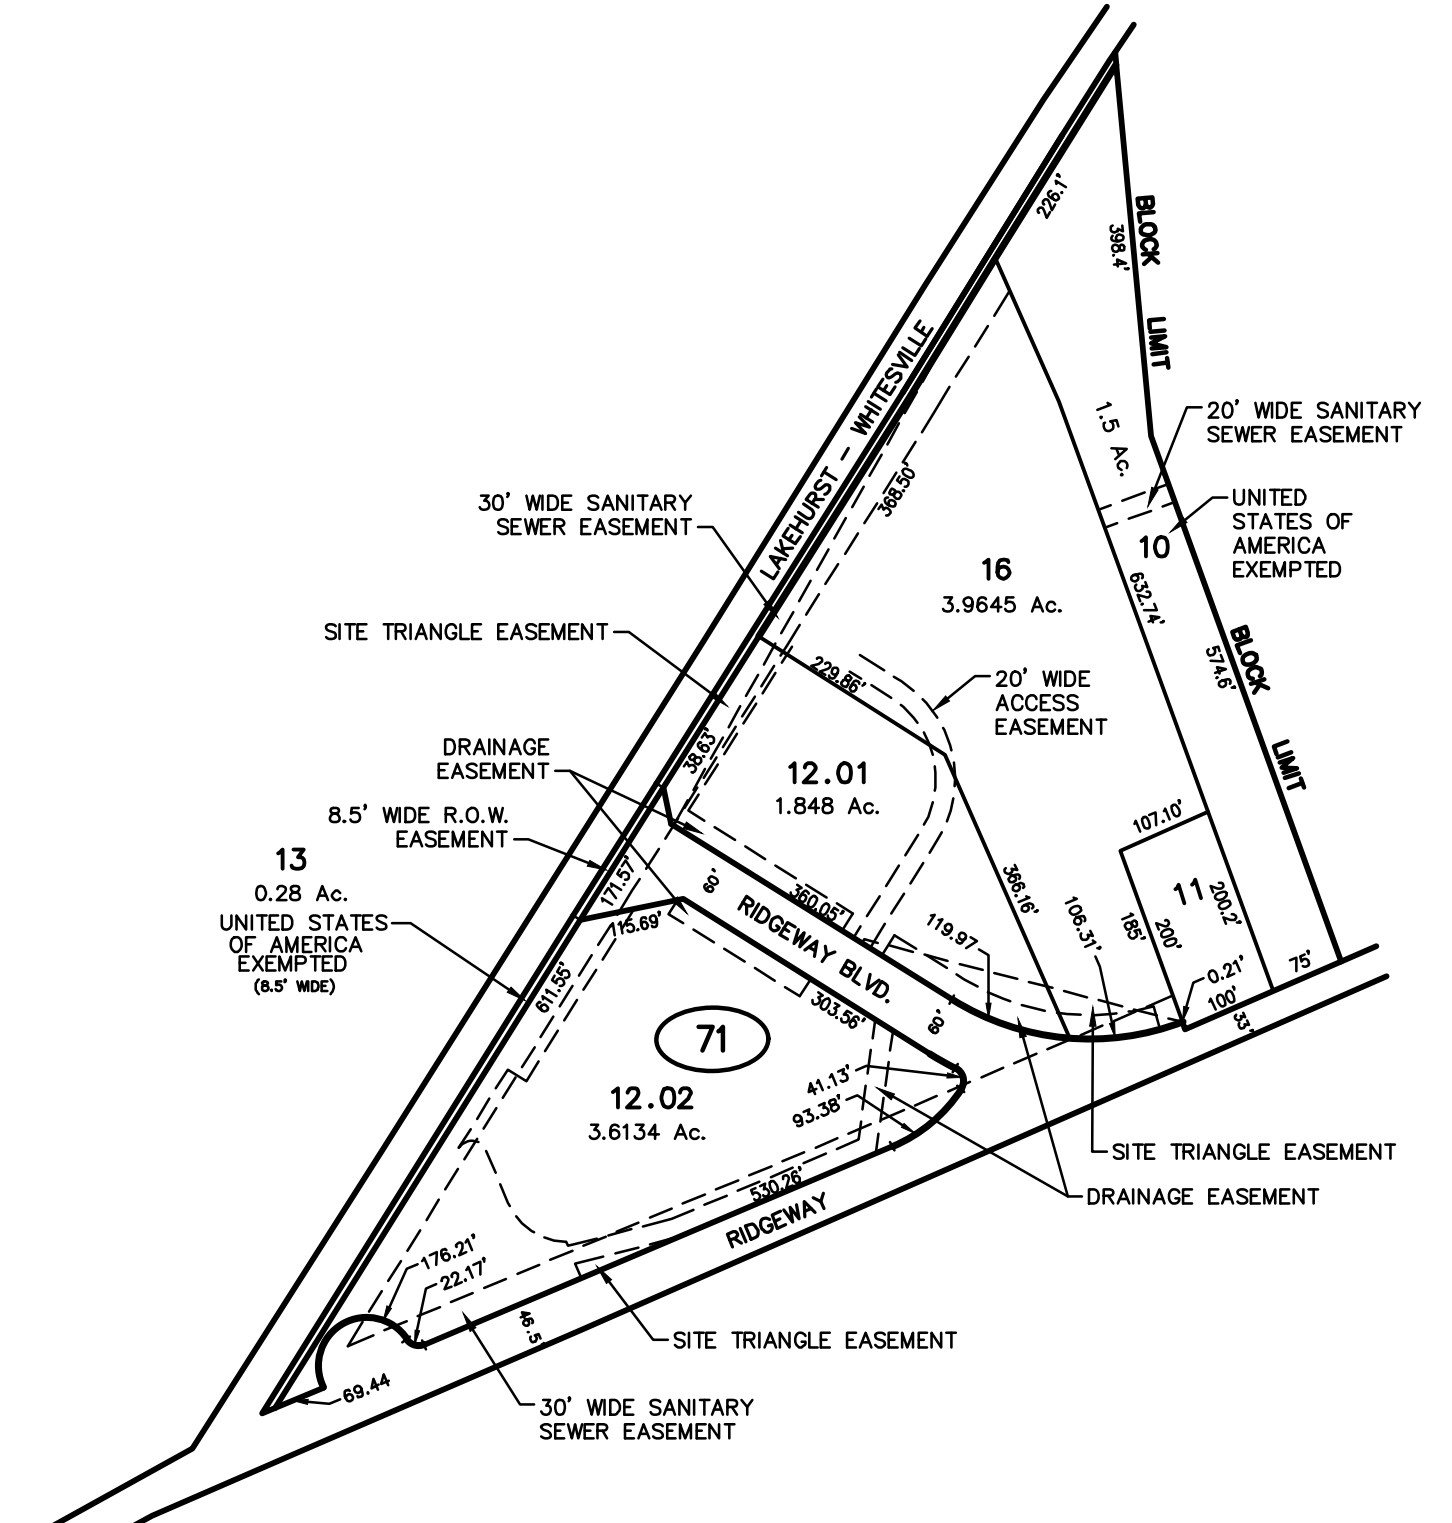 226.1'
BLOCK
398.4'
LIMIT
LAKEHURST - WHITESVILLE
1.5 Ac.
20' WIDE SANITARY
SEWER EASEMENT
368.50'
30' WIDE SANITARY
SEWER EASEMENT
UNITED
STATES OF
AMERICA
EXEMPTED
10
16
3.9645 Ac.
632.74'
SITE TRIANGLE EASEMENT
229.86'
20' WIDE
ACCESS
EASEMENT
BLOCK
574.6'
38.63'
DRAINAGE
EASEMENT
12.01
1.848 Ac.
LIMIT
8.5' WIDE R.O.W.
EASEMENT
107.10'
13
0.28 Ac.
UNITED STATES
OF AMERICA
EXEMPTED
(8.5' WIDE)
171.57'
60'
366.16'
11
200.2'
360.05'
115.69'
RIDGEWAY BLVD.
119.97
106.31'
185'
200'
611.55'
303.56'
60'
0.21'
75'
100'
33'
71
41.13'
93.38'
12.02
3.6134 Ac.
SITE TRIANGLE EASEMENT
530.26'
DRAINAGE EASEMENT
RIDGEWAY
176.21'
22.17'
46.5'
SITE TRIANGLE EASEMENT
69.44
30' WIDE SANITARY
SEWER EASEMENT